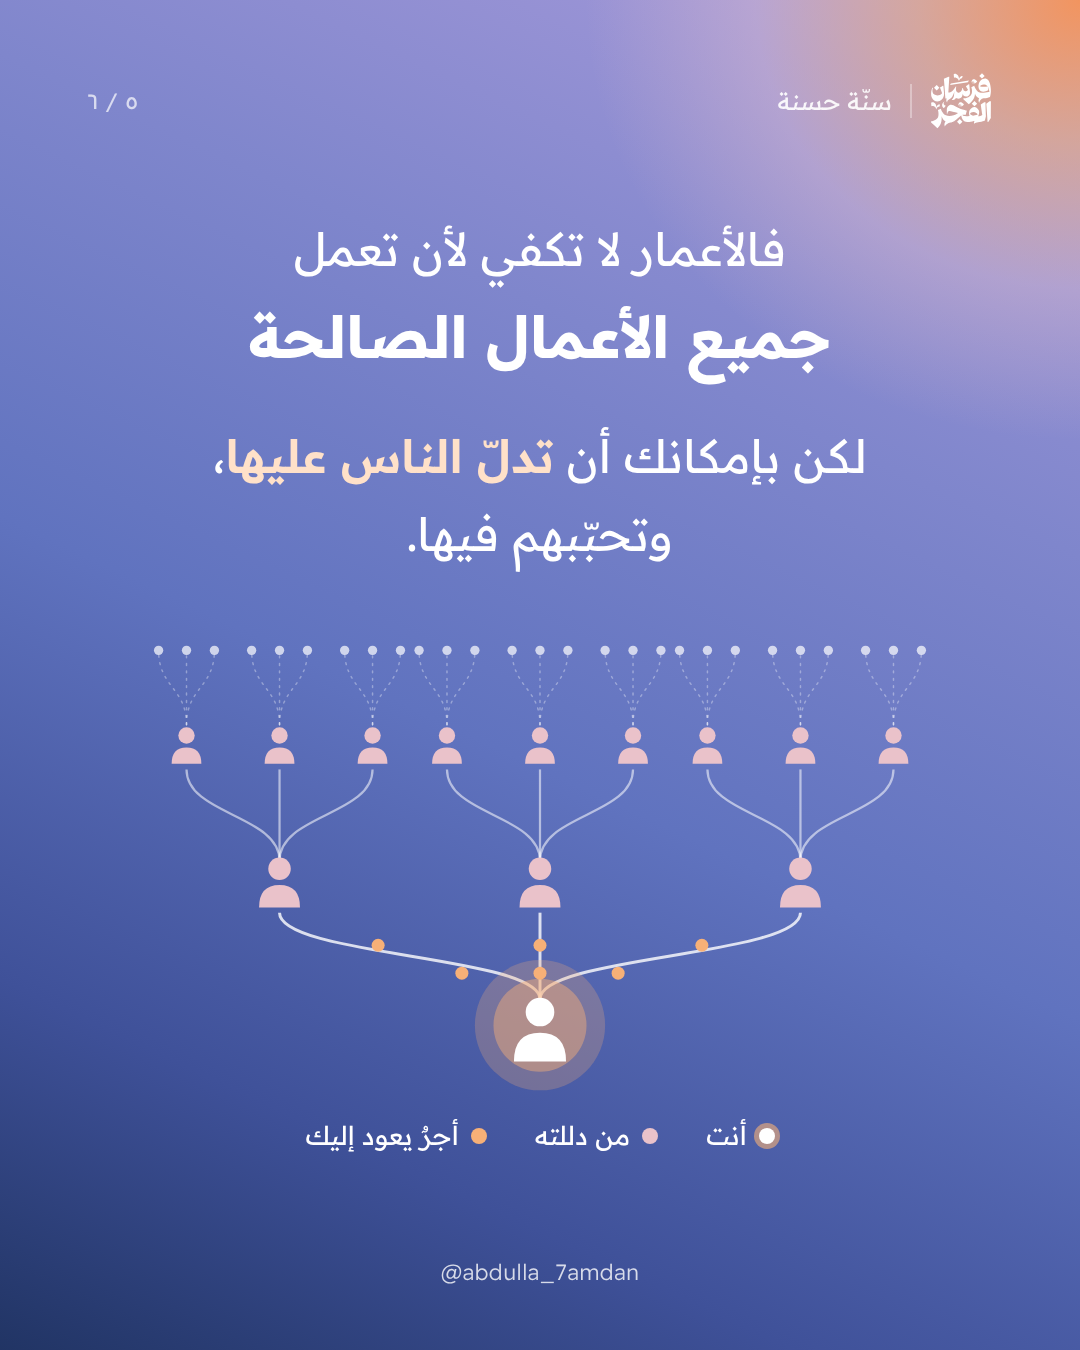 فرسان الفجر | سنّة حسنة
٥ / ٦
فالأعمار لا تكفي لأن تعمل
جميع الأعمال الصالحة
لكن بإمكانك أن تدلّ الناس عليها،
وتحبّبهم فيها.
أنت
من دللته
أجرُ يعود إليك
@abdulla_7amdan